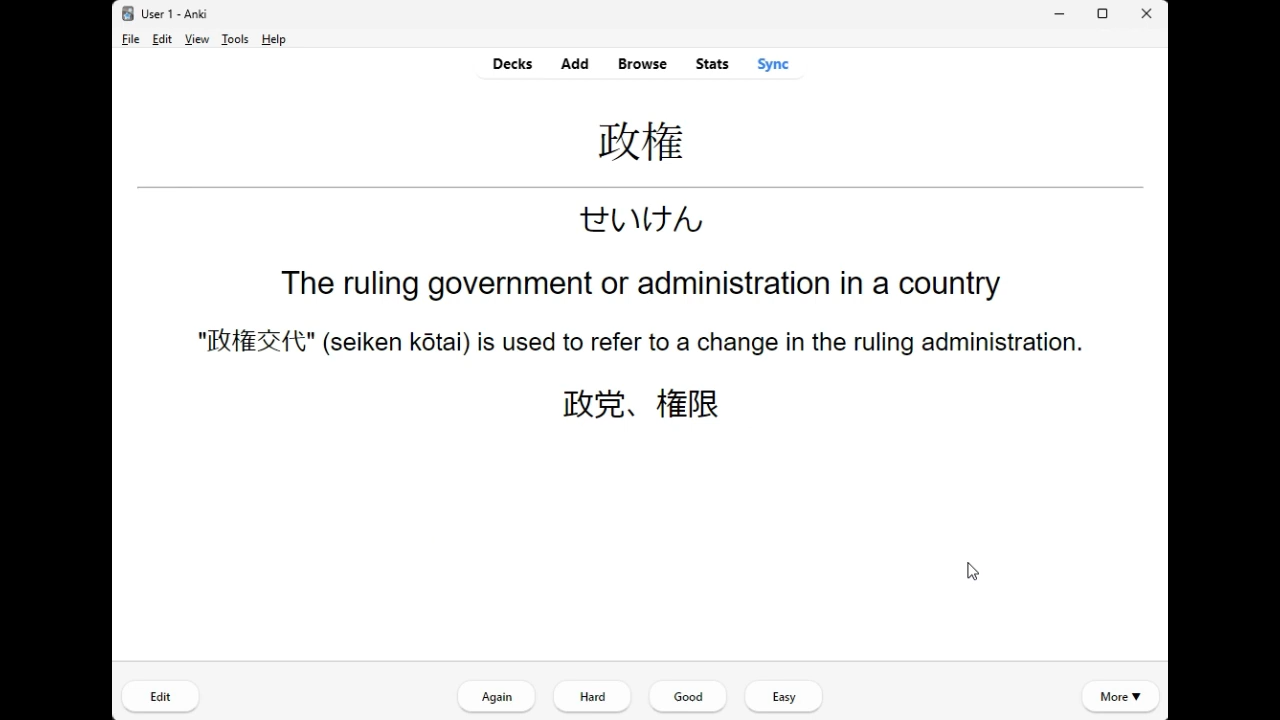 User 1 - Anki
File Edit View Tools Help
Decks Add Browse Stats Sync
政権
せいけん
The ruling government or administration in a country
"政権交代" (seiken kōtai) is used to refer to a change in the ruling administration.
政党、権限
Edit Again Hard Good Easy More ▼